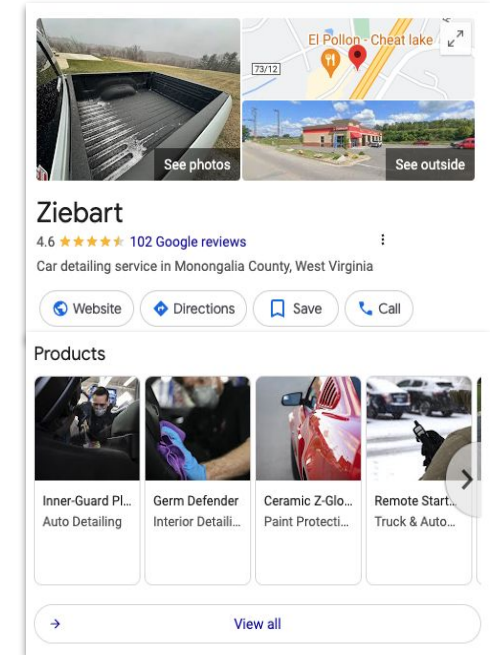 El Pollon - Cheat lake
73/12
See photos
See outside
Ziebart
4.6 102 Google reviews
Car detailing service in Monongalia County, West Virginia
Website Directions Save Call
Products
Inner-Guard Pl... Germ Defender Ceramic Z-Glo... Remote Start...
Auto Detailing Interior Detaili... Paint Protecti... Truck & Auto...
View all